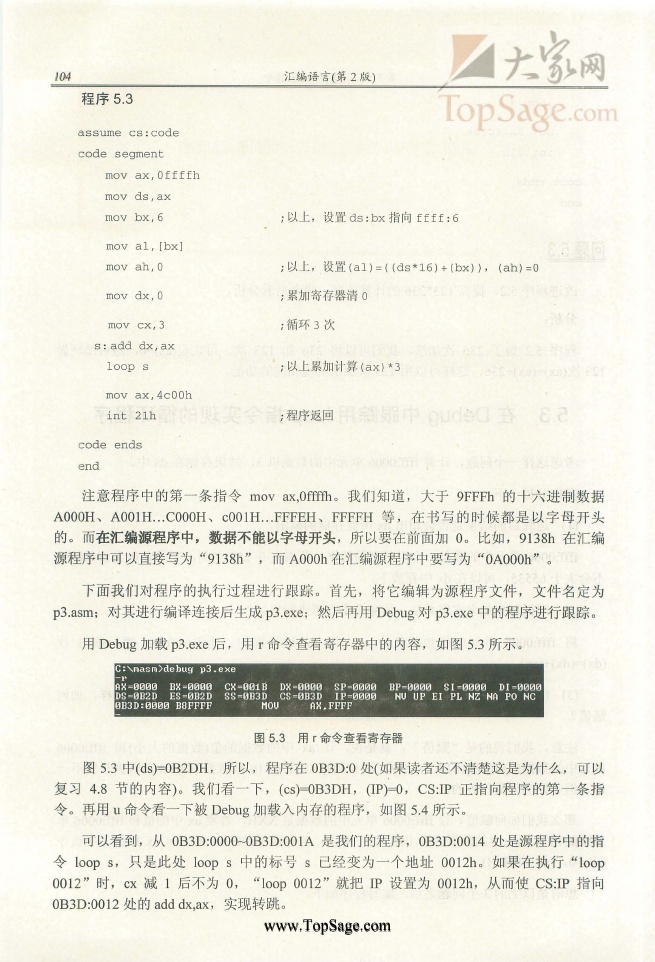 大家网
TopSage.com
104
汇编语言(第 2 版)
程序 5.3
assume cs:code
code segment
mov ax,0ffffh
mov ds,ax
mov bx,6 ;以上，设置 ds:bx 指向 ffff:6
mov al,[bx]
mov ah,0 ;以上，设置(al)=((ds*16)+(bx)), (ah)=0
mov dx,0 ;累加寄存器清 0
mov cx,3 ;循环 3 次
s:add dx,ax
loop s ;以上累加计算(ax)*3
mov ax,4c00h
int 21h ;程序返回
code ends
end
注意程序中的第一条指令 mov ax,0ffffh。我们知道，大于 9FFFh 的十六进制数据
A000H、A001H…C000H、c001H…FFFEH、FFFFH 等，在书写的时候都是以字母开头
的。而在汇编源程序中，数据不能以字母开头，所以要在前面加 0。比如，9138h 在汇编
源程序中可以直接写为“9138h”，而 A000h 在汇编源程序中要写为“0A000h”。
下面我们对程序的执行过程进行跟踪。首先，将它编辑为源程序文件，文件名定为
p3.asm；对其进行编译连接后生成 p3.exe；然后再用 Debug 对 p3.exe 中的程序进行跟踪。
用 Debug 加载 p3.exe 后，用 r 命令查看寄存器中的内容，如图 5.3 所示。
C:\masm>debug p3.exe
-r
AX=0000 BX=0000 CX=001B DX=0000 SP=0000 BP=0000 SI=0000 DI=0000
DS=0B2D ES=0B2D SS=0B3D CS=0B3D IP=0000 NV UP EI PL NZ NA PO NC
0B3D:0000 B8FFFF MOV AX,FFFF
-
图 5.3 用 r 命令查看寄存器
图 5.3 中(ds)=0B2DH，所以，程序在 0B3D:0 处(如果读者还不清楚这是为什么，可以
复习 4.8 节的内容)。我们看一下，(cs)=0B3DH，(IP)=0，CS:IP 正指向程序的第一条指
令。再用 u 命令看一下被 Debug 加载入内存的程序，如图 5.4 所示。
可以看到，从 0B3D:0000~0B3D:001A 是我们的程序，0B3D:0014 处是源程序中的指
令 loop s，只是此处 loop s 中的标号 s 已经变为一个地址 0012h。如果在执行“loop
0012”时，cx 减 1 后不为 0，“loop 0012”就把 IP 设置为 0012h，从而使 CS:IP 指向
0B3D:0012 处的 add dx,ax，实现转跳。
www.TopSage.com